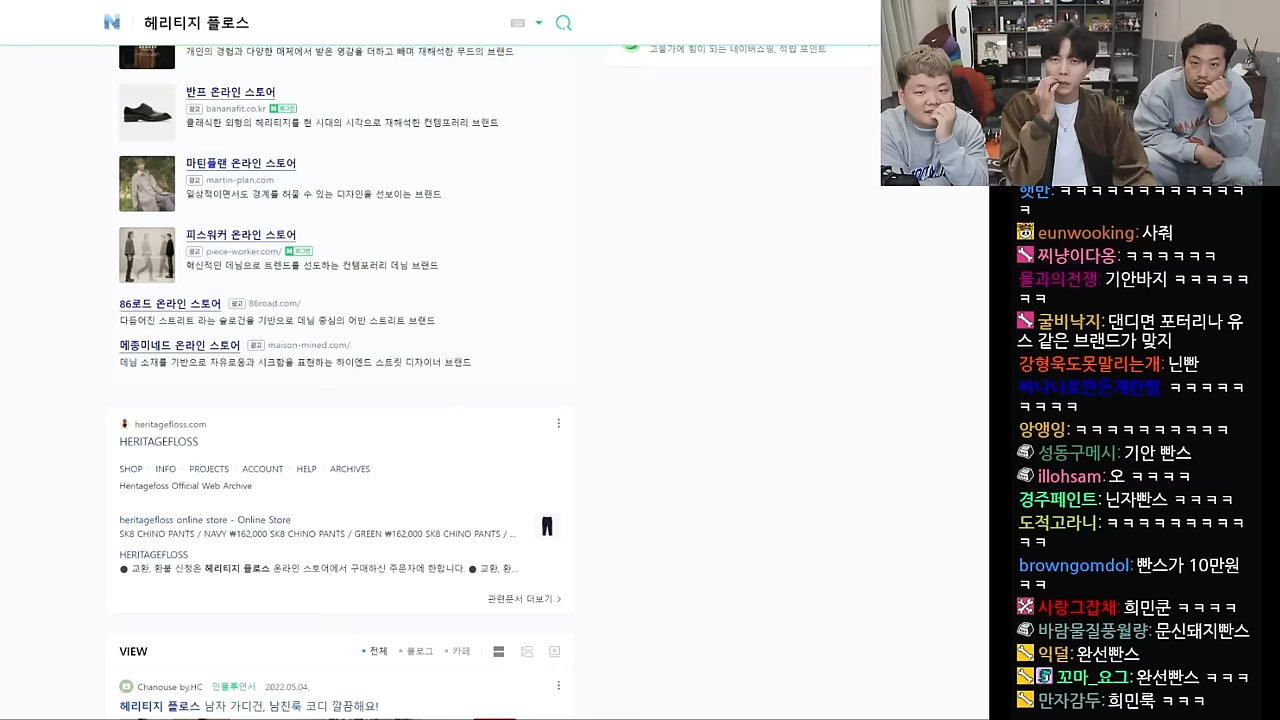 헤리티지 플로스
개인의 경험과 다양한 매체에서 받은 영감을 더하고 빼며 재해석한 무드의 브랜드
고물가에 힘이 되는 네이버쇼핑, 적립 포인트
반프 온라인 스토어
광고 bananafit.co.kr N 로그인
클래식한 외형의 헤리티지를 현 시대의 시각으로 재해석한 컨템포러리 브랜드
마틴플랜 온라인 스토어
광고 martin-plan.com
일상적이면서도 경계를 허물 수 있는 디자인을 선보이는 브랜드
피스워커 온라인 스토어
광고 piece-worker.com/ N 로그인
혁신적인 데님으로 트렌드를 선도하는 컨템포러리 데님 브랜드
86로드 온라인 스토어 광고 86road.com/
다듬어진 스트리트 라는 슬로건을 기반으로 데님 중심의 어반 스트리트 브랜드
메종미네드 온라인 스토어 광고 maison-mined.com/
데님 소재를 기반으로 자유로움과 시크함을 표현하는 하이엔드 스트릿 디자이너 브랜드
heritagefloss.com
HERITAGEFLOSS
SHOP · INFO · PROJECTS · ACCOUNT · HELP · ARCHIVES
Heritagefoss Official Web Archive
heritagefloss online store - Online Store
SK8 CHINO PANTS / NAVY ₩162,000 SK8 CHINO PANTS / GREEN ₩162,000 SK8 CHINO PANTS / ...
HERITAGEFLOSS
● 교환, 환불 신청은 헤리티지 플로스 온라인 스토어에서 구매하신 주문자에 한합니다. ● 교환, 환...
관련문서 더보기 >
VIEW
전체 블로그 카페
Chanouse by.HC 인플루언서 2022.05.04.
헤리티지 플로스 남자 가디건, 남친룩 코디 깔끔해요!
햇반: ㅋㅋㅋㅋㅋㅋㅋㅋㅋㅋㅋㅋ
ㅋ
eunwooking: 사줘
찌냥이다옹: ㅋㅋㅋㅋㅋㅋ
물과의전쟁: 기안바지 ㅋㅋㅋㅋㅋ
ㅋㅋ
굴비낙지: 댄디면 포터리나 유
스 같은 브랜드가 맞지
강형욱도못말리는개: 닌빤
바나나로만든계란찜 ㅋㅋㅋㅋㅋ
ㅋㅋㅋㅋ
앙앵잉: ㅋㅋㅋㅋㅋㅋㅋㅋㅋㅋ
성동구메시: 기안 빤스
illohsam: 오 ㅋㅋㅋㅋ
경주페인트: 닌자빤스 ㅋㅋㅋㅋ
도적고라니: ㅋㅋㅋㅋㅋㅋㅋㅋㅋ
ㅋㅋ
browngomdol: 빤스가 10만원
ㅋㅋ
사랑그잡채: 희민쿤 ㅋㅋㅋㅋ
바람물질풍월량: 문신돼지빤스
익덜: 완선빤스
꼬마_요그: 완선빤스 ㅋㅋㅋ
만자감두: 희민룩 ㅋㅋㅋ